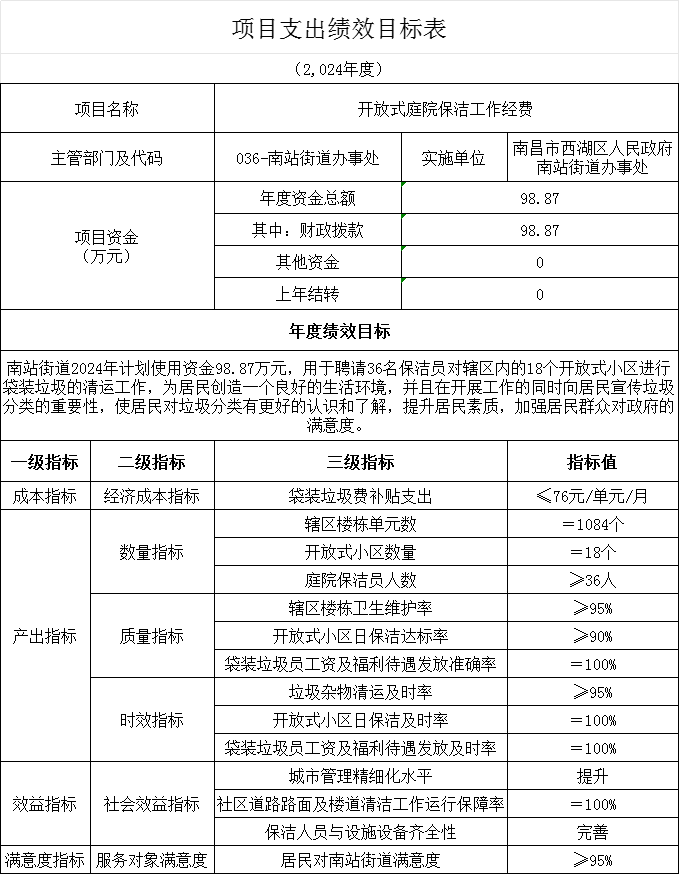 项目支出绩效目标表
（2,024年度）
项目名称 开放式庭院保洁工作经费
主管部门及代码 036-南站街道办事处 实施单位 南昌市西湖区人民政府
南站街道办事处
项目资金
（万元）
年度资金总额 98.87
其中：财政拨款 98.87
其他资金 0
上年结转 0
年度绩效目标
南站街道2024年计划使用资金98.87万元，用于聘请36名保洁员对辖区内的18个开放式小区进行
袋装垃圾的清运工作，为居民创造一个良好的生活环境，并且在开展工作的同时向居民宣传垃圾
分类的重要性，使居民对垃圾分类有更好的认识和了解，提升居民素质，加强居民群众对政府的
满意度。
一级指标 二级指标 三级指标 指标值
成本指标 经济成本指标 袋装垃圾费补贴支出 ≤76元/单元/月
产出指标 数量指标 辖区楼栋单元数 ＝1084个
开放式小区数量 ＝18个
庭院保洁员人数 ≥36人
质量指标 辖区楼栋卫生维护率 ≥95%
开放式小区日保洁达标率 ≥90%
袋装垃圾员工资及福利待遇发放准确率 ＝100%
时效指标 垃圾杂物清运及时率 ≥95%
开放式小区日保洁及时率 ＝100%
袋装垃圾员工资及福利待遇发放及时率 ＝100%
效益指标 社会效益指标 城市管理精细化水平 提升
社区道路路面及楼道清洁工作运行保障率 ＝100%
保洁人员与设施设备齐全性 完善
满意度指标 服务对象满意度 居民对南站街道满意度 ≥95%